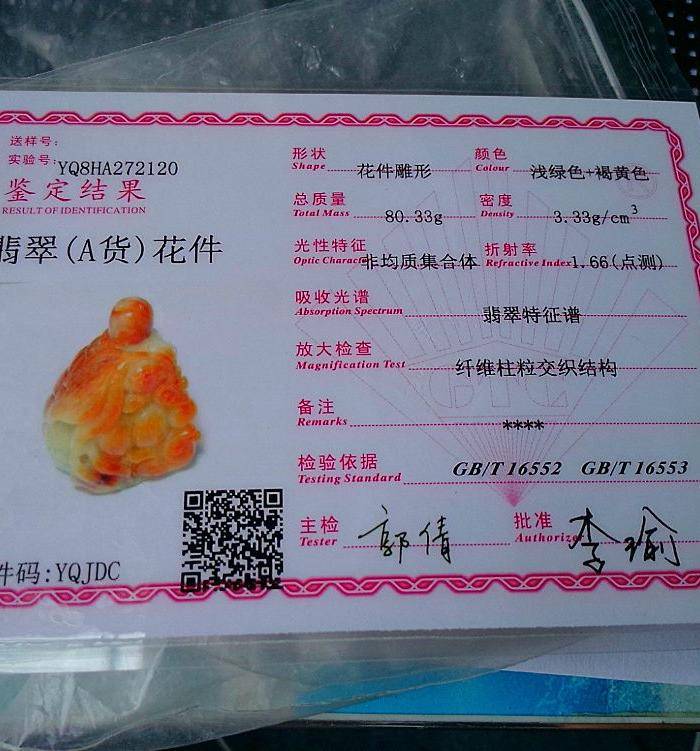 送样号:
实验号:YQ8HA272120
鉴定结果
RESULT OF IDENTIFICATION
翡翠(A货)花件
件码:YQJDC
形状 花件雕形 颜色 浅绿色+褐黄色
Shape Colour
总质量 80.33g 密度 3.33g/cm³
Total Mass Density
光性特征 非均质集合体 折射率 1.66(点测)
Optic Charact Refractive Index
吸收光谱 翡翠特征谱
Absorption Spectrum
放大检查 纤维柱粒交织结构
Magnification Test
备注 ****
Remarks
检验依据 GB/T 16552 GB/T 16553
Testing Standard
主检 郭倩 批准 李瑜
Tester Authorize